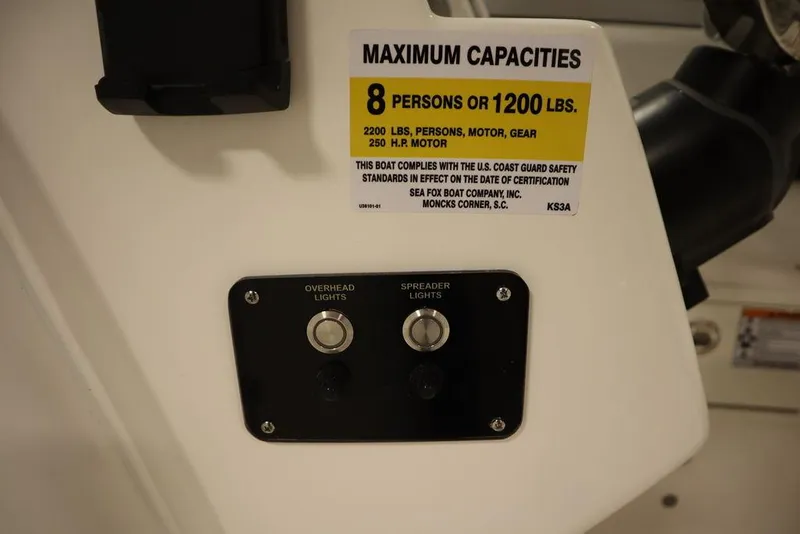 MAXIMUM CAPACITIES
8 PERSONS OR 1200 LBS.
2200 LBS, PERSONS, MOTOR, GEAR
250 H.P. MOTOR
THIS BOAT COMPLIES WITH THE U.S. COAST GUARD SAFETY
STANDARDS IN EFFECT ON THE DATE OF CERTIFICATION
SEA FOX BOAT COMPANY, INC.
MONCKS CORNER, S.C.
KS3A
OVERHEAD
LIGHTS
SPREADER
LIGHTS